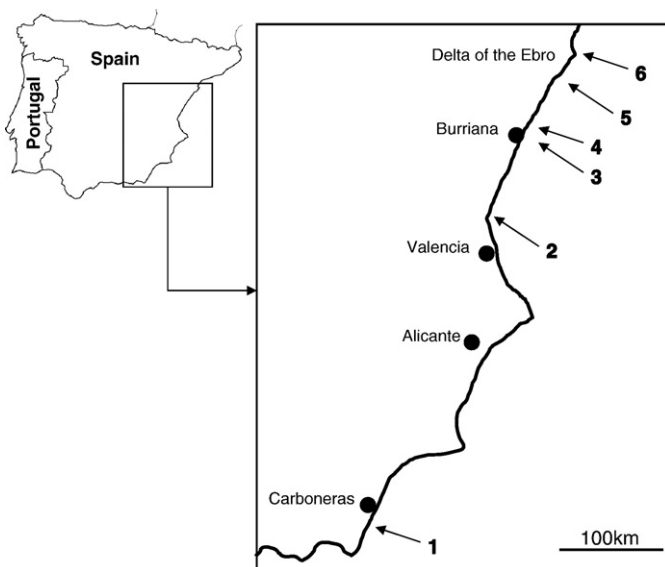 Spain
Portugal
Delta of the Ebro
6
5
Burriana
4
3
2
Valencia
Alicante
Carboneras
1
100km